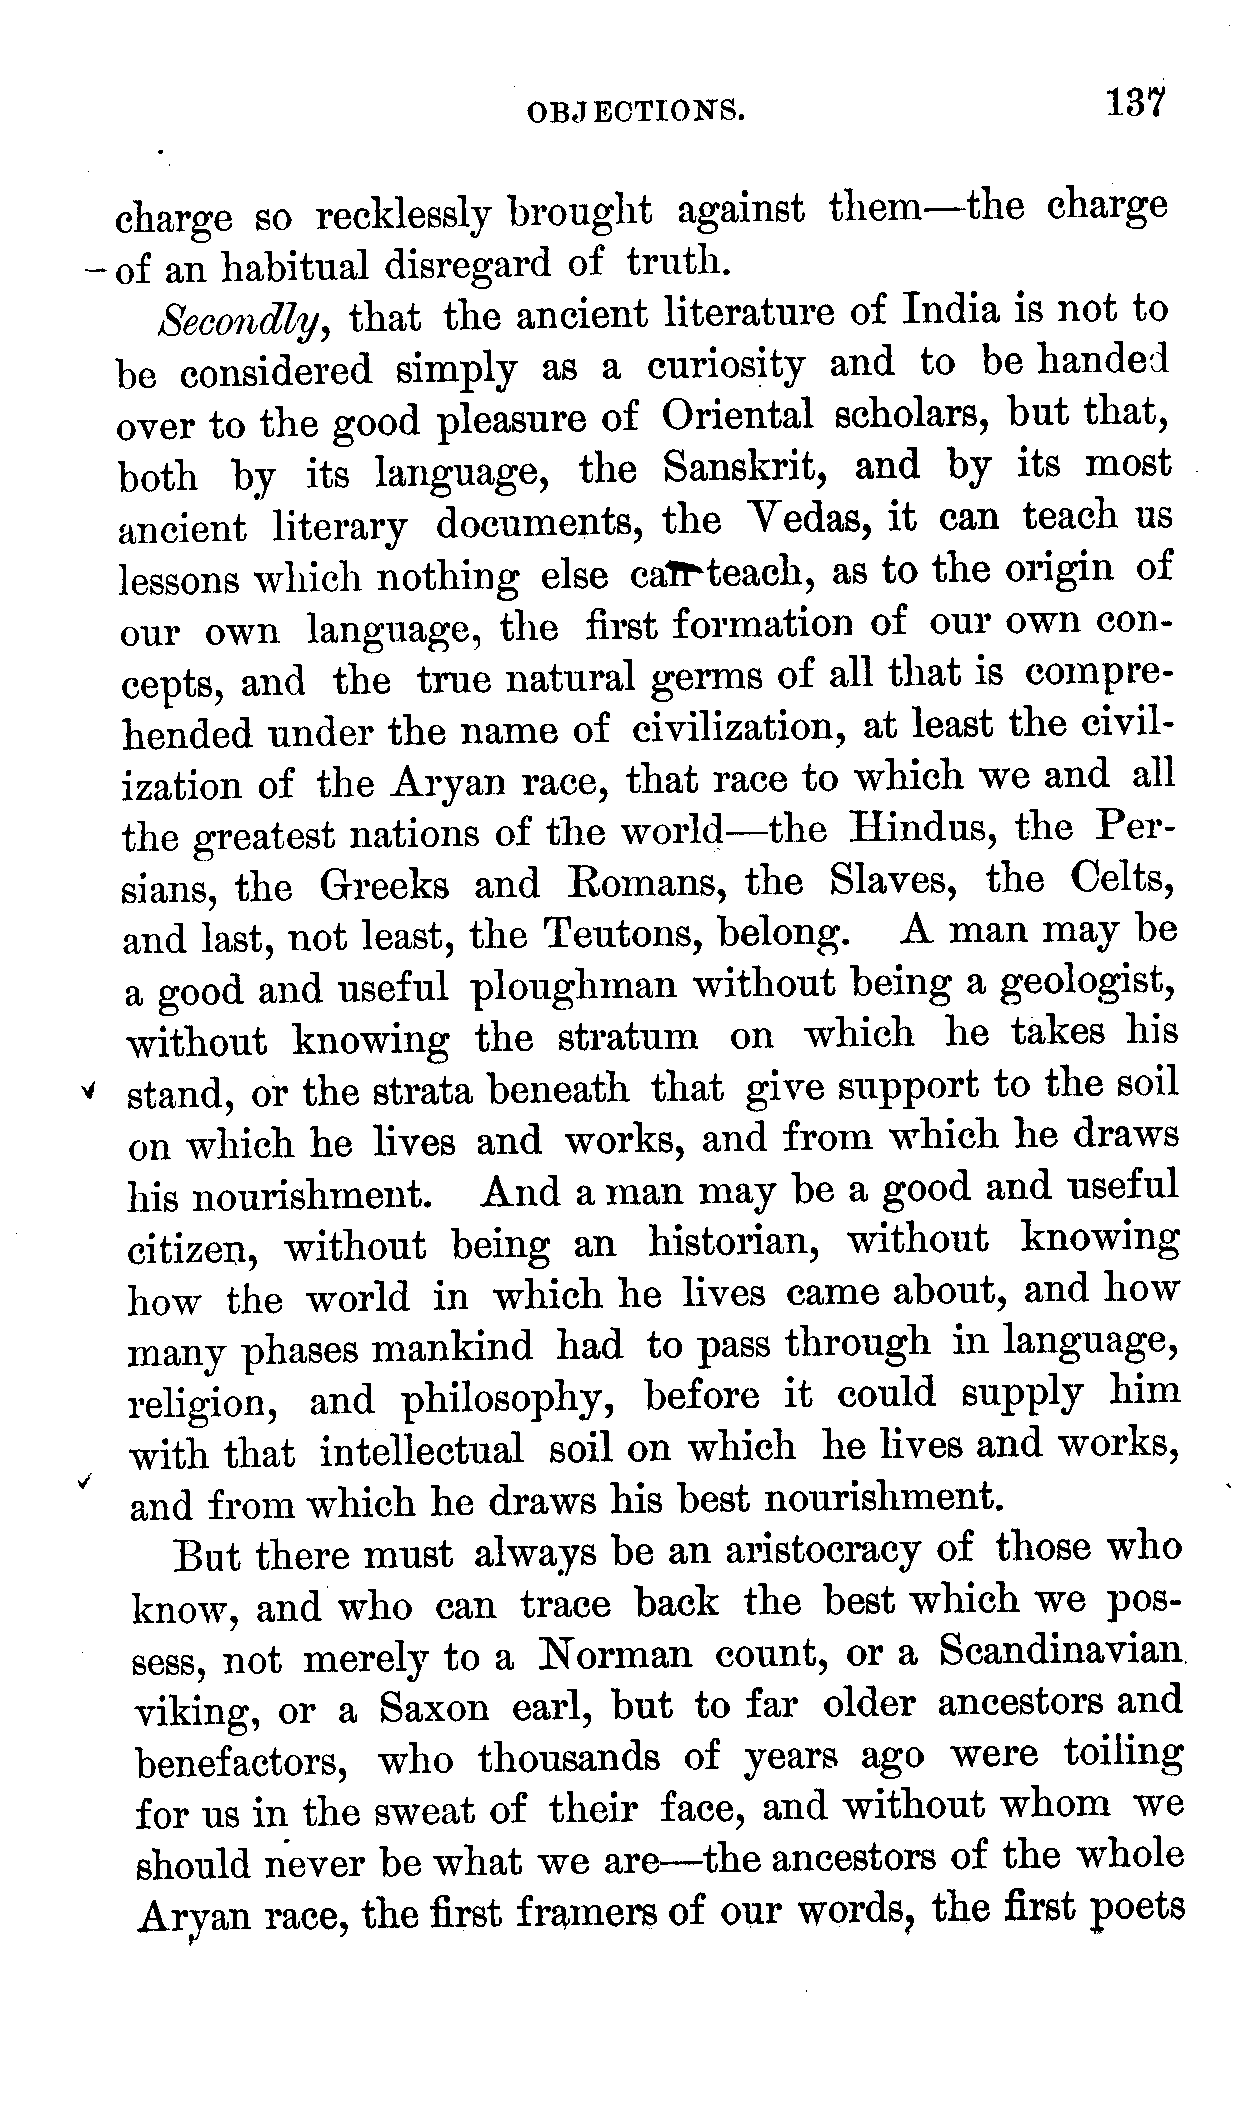 OBJECTIONS. 137
charge so recklessly brought against them—the charge
of an habitual disregard of truth.
Secondly, that the ancient literature of India is not to
be considered simply as a curiosity and to be handed
over to the good pleasure of Oriental scholars, but that,
both by its language, the Sanskrit, and by its most
ancient literary documents, the Vedas, it can teach us
lessons which nothing else can teach, as to the origin of
our own language, the first formation of our own con-
cepts, and the true natural germs of all that is compre-
hended under the name of civilization, at least the civil-
ization of the Aryan race, that race to which we and all
the greatest nations of the world—the Hindus, the Per-
sians, the Greeks and Romans, the Slaves, the Celts,
and last, not least, the Teutons, belong. A man may be
a good and useful ploughman without being a geologist,
without knowing the stratum on which he takes his
stand, or the strata beneath that give support to the soil
on which he lives and works, and from which he draws
his nourishment. And a man may be a good and useful
citizen, without being an historian, without knowing
how the world in which he lives came about, and how
many phases mankind had to pass through in language,
religion, and philosophy, before it could supply him
with that intellectual soil on which he lives and works,
and from which he draws his best nourishment.
But there must always be an aristocracy of those who
know, and who can trace back the best which we pos-
sess, not merely to a Norman count, or a Scandinavian
viking, or a Saxon earl, but to far older ancestors and
benefactors, who thousands of years ago were toiling
for us in the sweat of their face, and without whom we
should never be what we are—the ancestors of the whole
Aryan race, the first framers of our words, the first poets